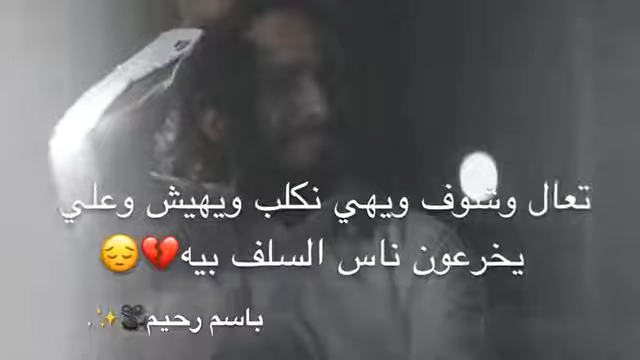 تعال وشوف ويهي نكلب ويهيش وعلي
يخرعون ناس السلف بيه💔😔
باسم رحيم🎥✨.